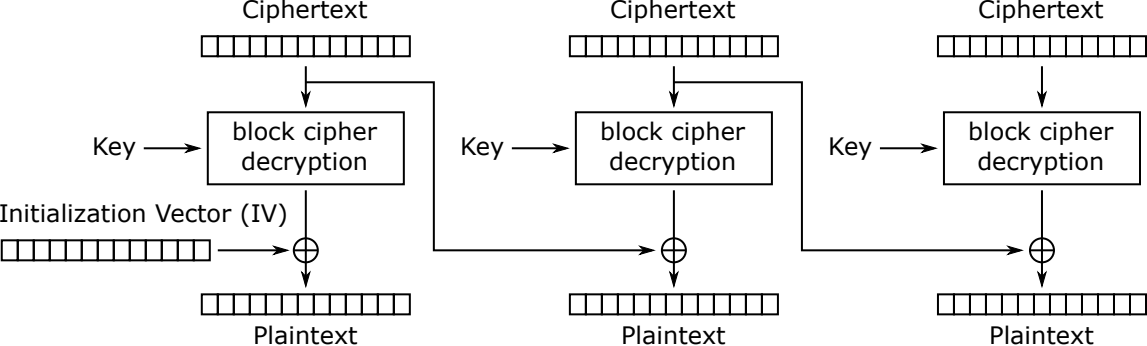 Ciphertext
Ciphertext
Ciphertext
Key
block cipher
decryption
Key
block cipher
decryption
Key
block cipher
decryption
Initialization Vector (IV)
Plaintext
Plaintext
Plaintext